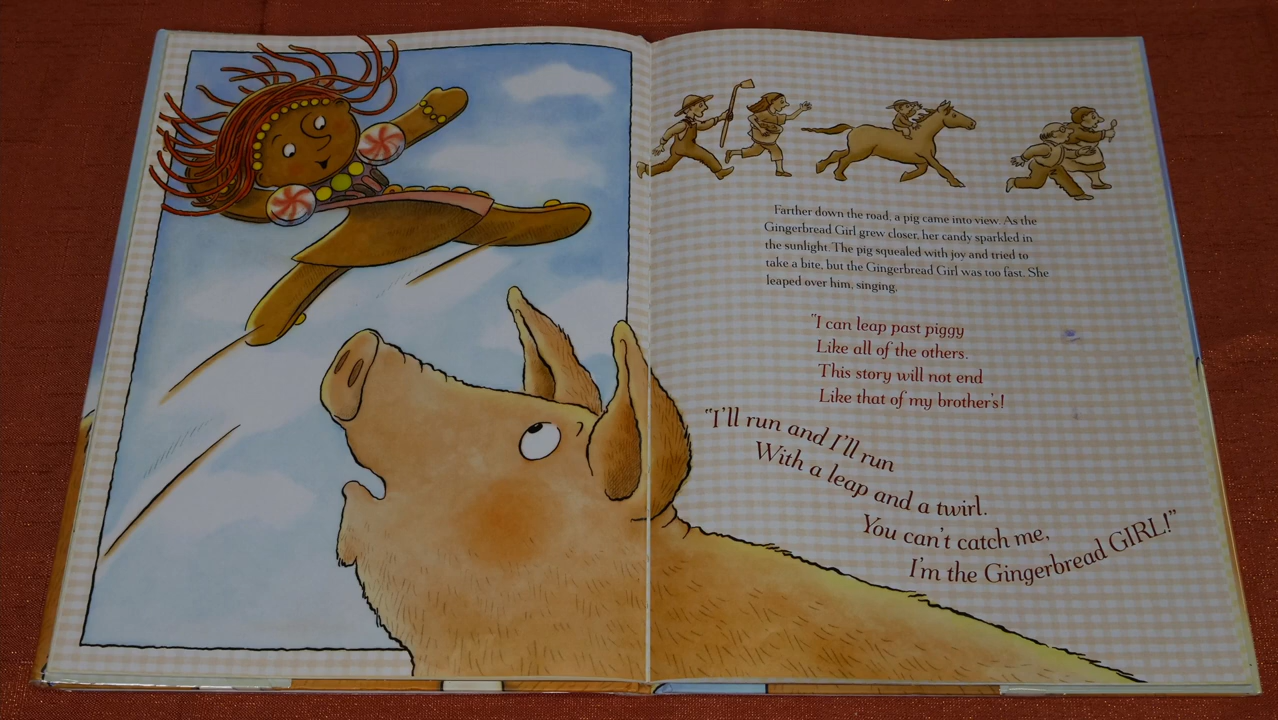 Farther down the road, a pig came into view. As the
Gingerbread Girl grew closer, her candy sparkled in
the sunlight. The pig squealed with joy and tried to
take a bite, but the Gingerbread Girl was too fast. She
leaped over him, singing,
"I can leap past piggy
Like all of the others.
This story will not end
Like that of my brother's!
"I'll run and I'll run
With a leap and a twirl.
You can't catch me,
I'm the Gingerbread GIRL!"